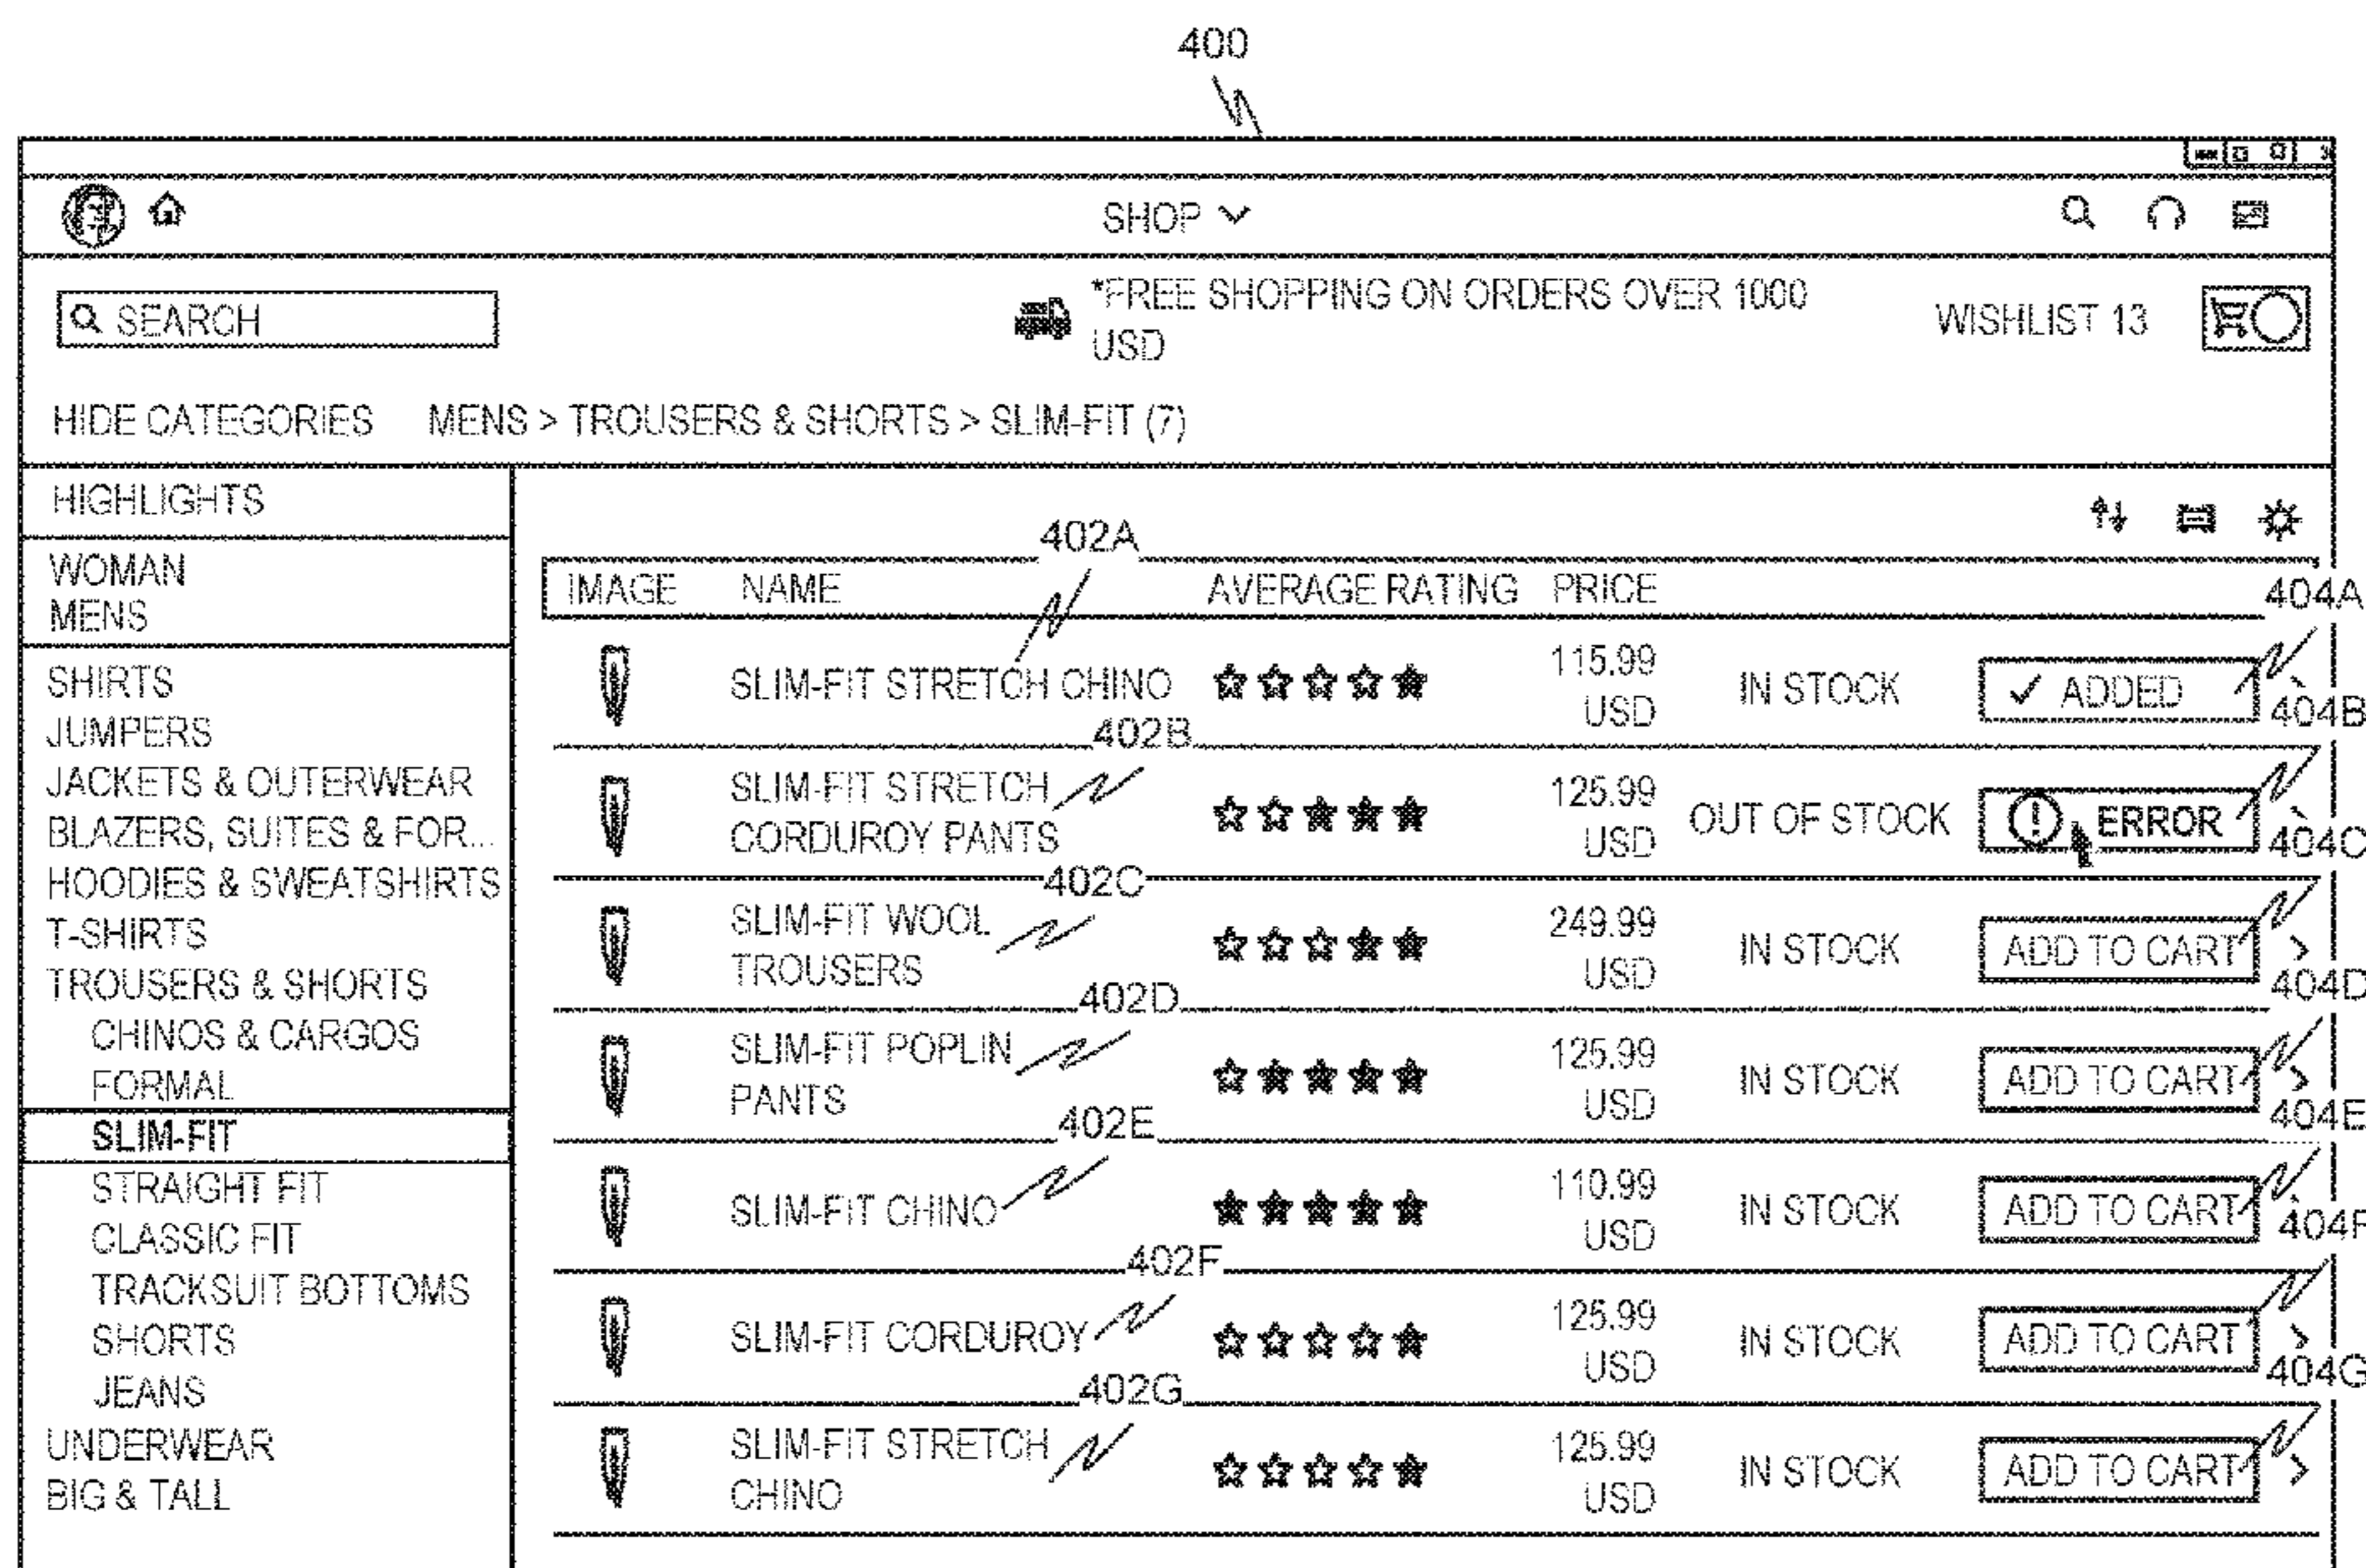 400
SHOP
SEARCH
*FREE SHOPPING ON ORDERS OVER 1000
USD
WISHLIST 13
HIDE CATEGORIES MENS > TROUSERS & SHORTS > SLIM-FIT (7)
HIGHLIGHTS
WOMAN
MENS
SHIRTS
JUMPERS
JACKETS & OUTERWEAR
BLAZERS, SUITES & FOR...
HOODIES & SWEATSHIRTS
T-SHIRTS
TROUSERS & SHORTS
CHINOS & CARGOS
FORMAL
SLIM-FIT
STRAIGHT FIT
CLASSIC FIT
TRACKSUIT BOTTOMS
SHORTS
JEANS
UNDERWEAR
BIG & TALL
402A
IMAGE NAME AVERAGE RATING PRICE
404A
SLIM-FIT STRETCH CHINO 115.99
USD
IN STOCK ✓ ADDED
404B
402B
SLIM-FIT STRETCH
CORDUROY PANTS
125.99
USD
OUT OF STOCK ! ERROR
404C
402C
SLIM-FIT WOOL
TROUSERS
249.99
USD
IN STOCK ADD TO CART >
404D
402D
SLIM-FIT POPLIN
PANTS
125.99
USD
IN STOCK ADD TO CART >
404E
402E
SLIM-FIT CHINO
110.99
USD
IN STOCK ADD TO CART
404F
402F
SLIM-FIT CORDUROY
125.99
USD
IN STOCK ADD TO CART >
404G
402G
SLIM-FIT STRETCH
CHINO
125.99
USD
IN STOCK ADD TO CART >